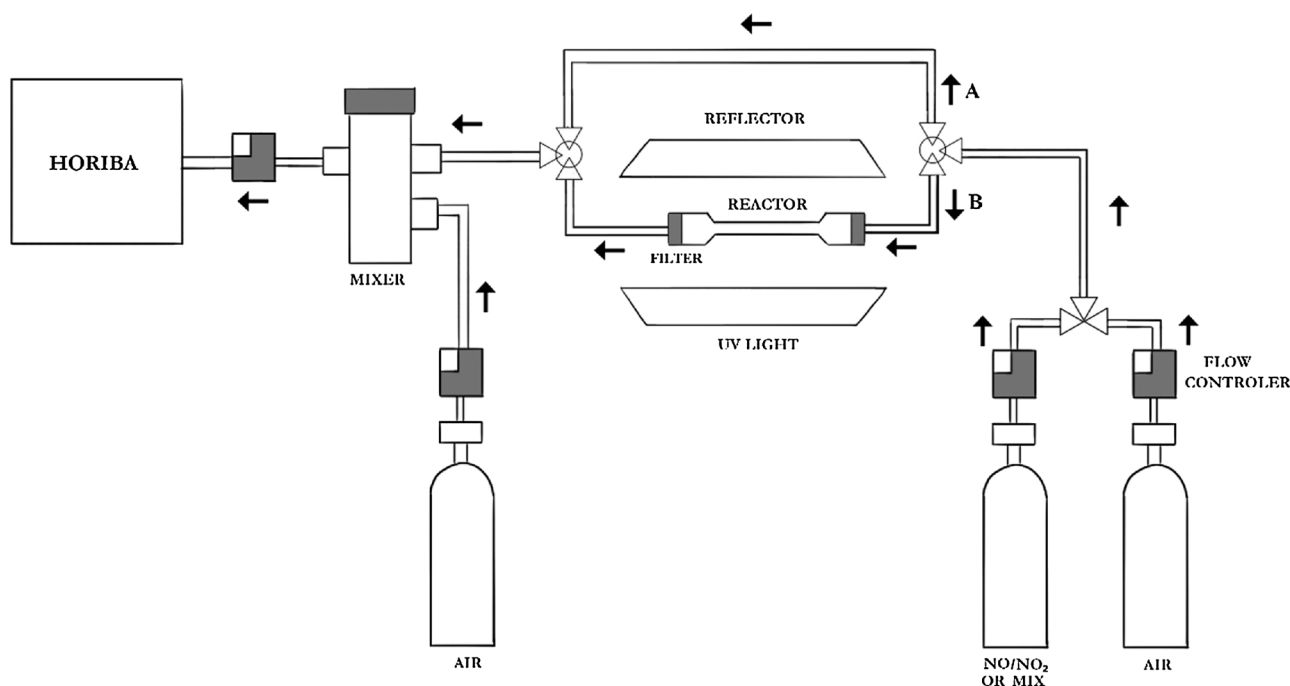 A
REFLECTOR
HORIBA
REACTOR
B
FILTER
MIXER
UV LIGHT
FLOW
CONTROLER
AIR
NO/NO₂
OR MIX
AIR